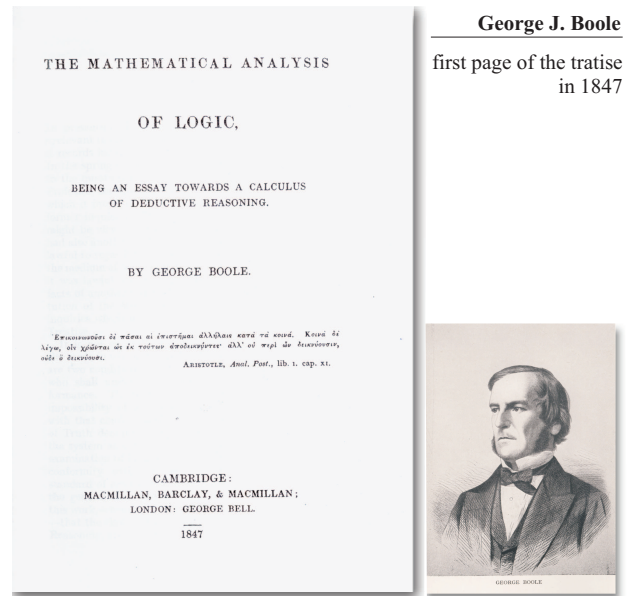 THE MATHEMATICAL ANALYSIS
OF LOGIC,
BEING AN ESSAY TOWARDS A CALCULUS
OF DEDUCTIVE REASONING.
BY GEORGE BOOLE.
Ἐπικοινωνοῦσι δὲ πᾶσαι αἱ ἐπιστῆμαι ἀλλήλαις κατὰ τὰ κοινά. Κοινὰ δὲ
λέγω, οἷς χρῶνται ὡς ἐκ τούτων ἀποδεικνύντες· ἀλλ' οὐ περὶ ὧν δεικνύουσιν,
οὐδὲ ὃ δεικνύουσι.
ARISTOTLE, Anal. Post., lib. I. cap. XI.
CAMBRIDGE:
MACMILLAN, BARCLAY, & MACMILLAN;
LONDON: GEORGE BELL.
1847
George J. Boole
first page of the tratise
in 1847
GEORGE BOOLE